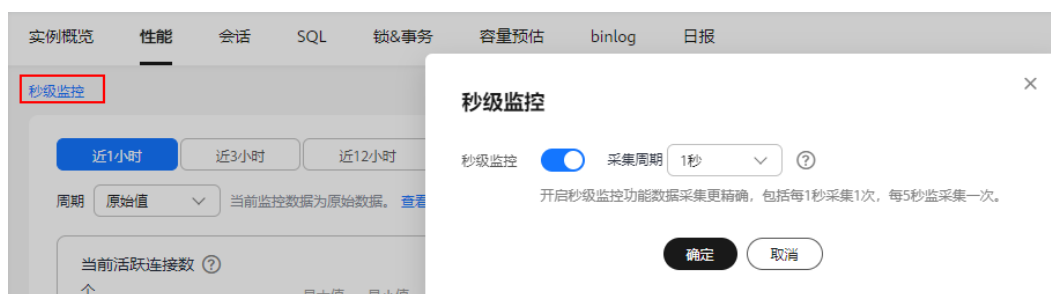 实例概览 性能 会话 SQL 锁&事务 容量预估 binlog 日报
秒级监控
近1小时 近3小时 近12小时
周期 原始值 当前监控数据为原始数据。 查看
当前活跃连接数
个
秒级监控
秒级监控 采集周期 1秒
开启秒级监控功能数据采集更精确，包括每1秒采集1次，每5秒监采集一次。
确定 取消